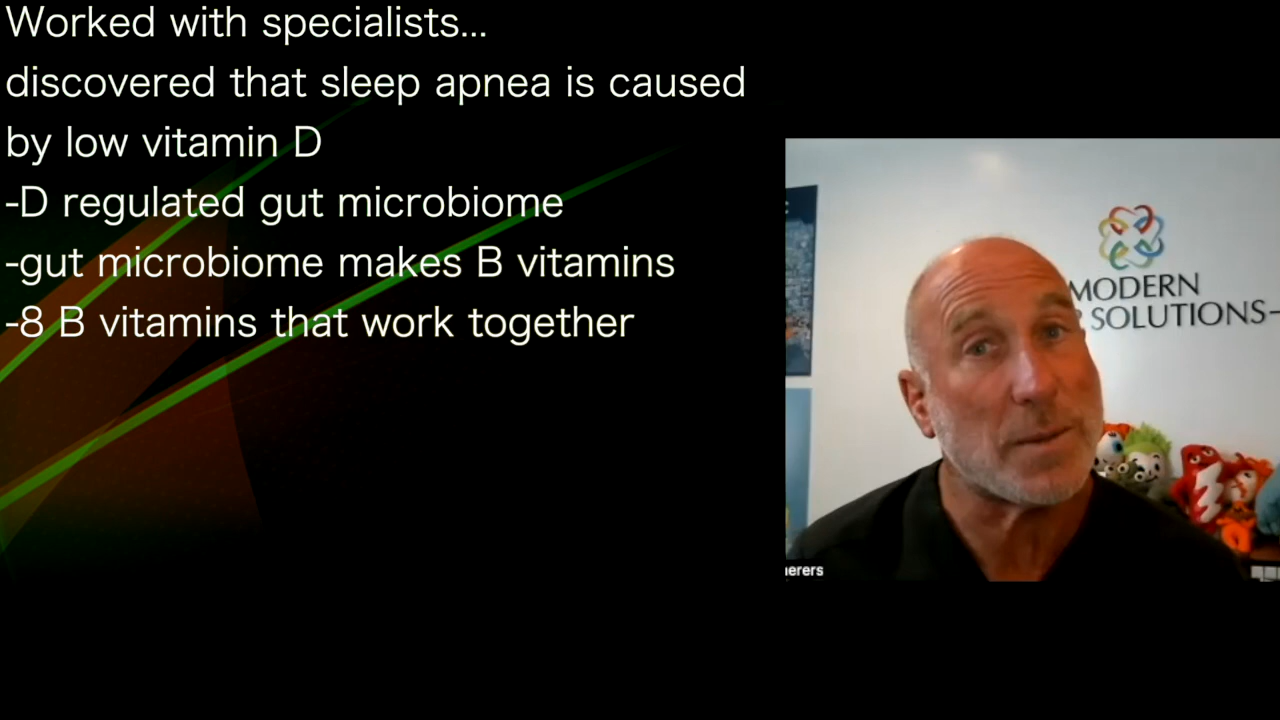 Worked with specialists...
discovered that sleep apnea is caused
by low vitamin D
-D regulated gut microbiome
-gut microbiome makes B vitamins
-8 B vitamins that work together
MODERN
SOLUTIONS-